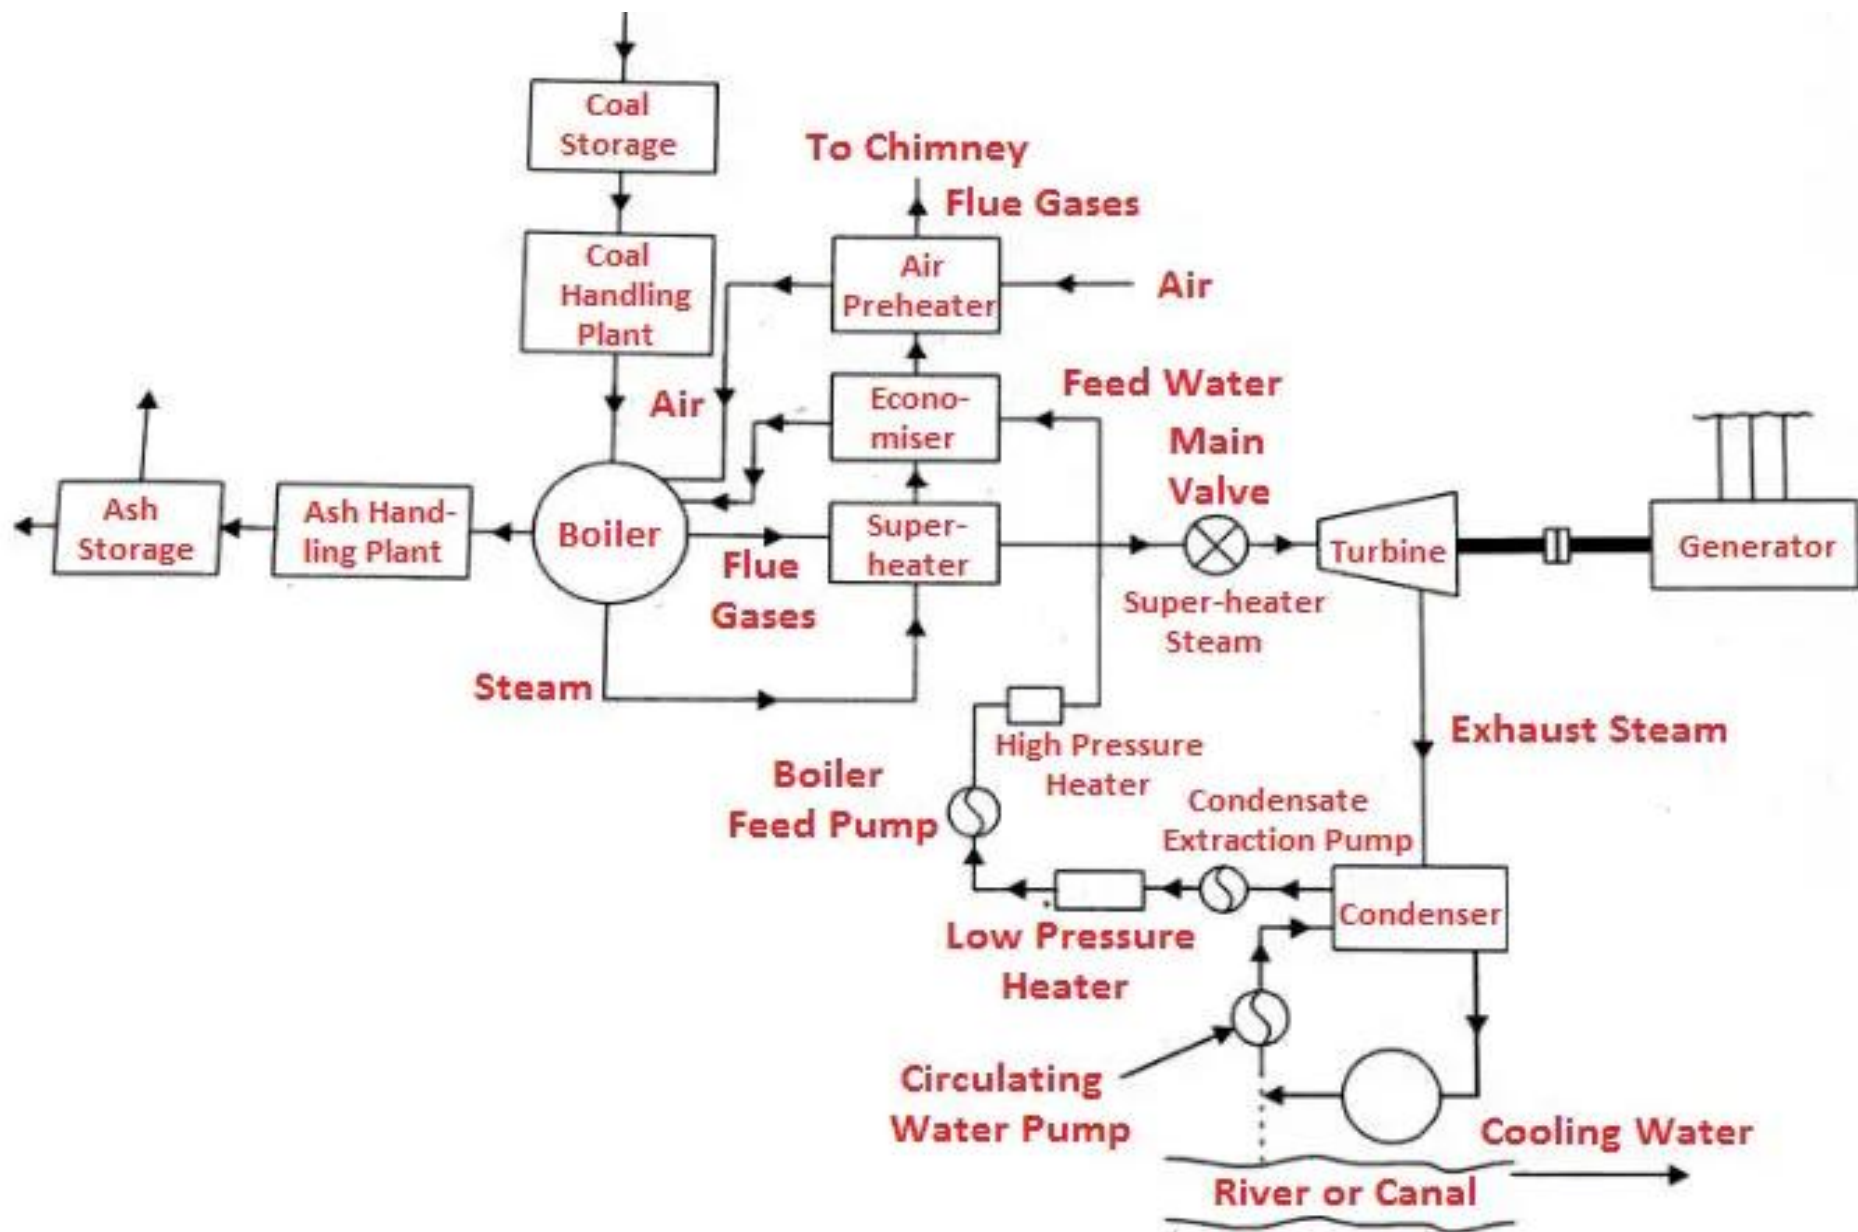 Coal
Storage
To Chimney
Flue Gases
Coal
Handling
Plant
Air
Preheater
Air
Air
Feed Water
Econo-
miser
Main
Valve
Ash
Storage
Ash Hand-
ling Plant
Boiler
Super-
heater
Turbine
Generator
Flue
Gases
Super-heater
Steam
Steam
High Pressure
Heater
Exhaust Steam
Boiler
Feed Pump
Condensate
Extraction Pump
Condenser
Low Pressure
Heater
Circulating
Water Pump
Cooling Water
River or Canal